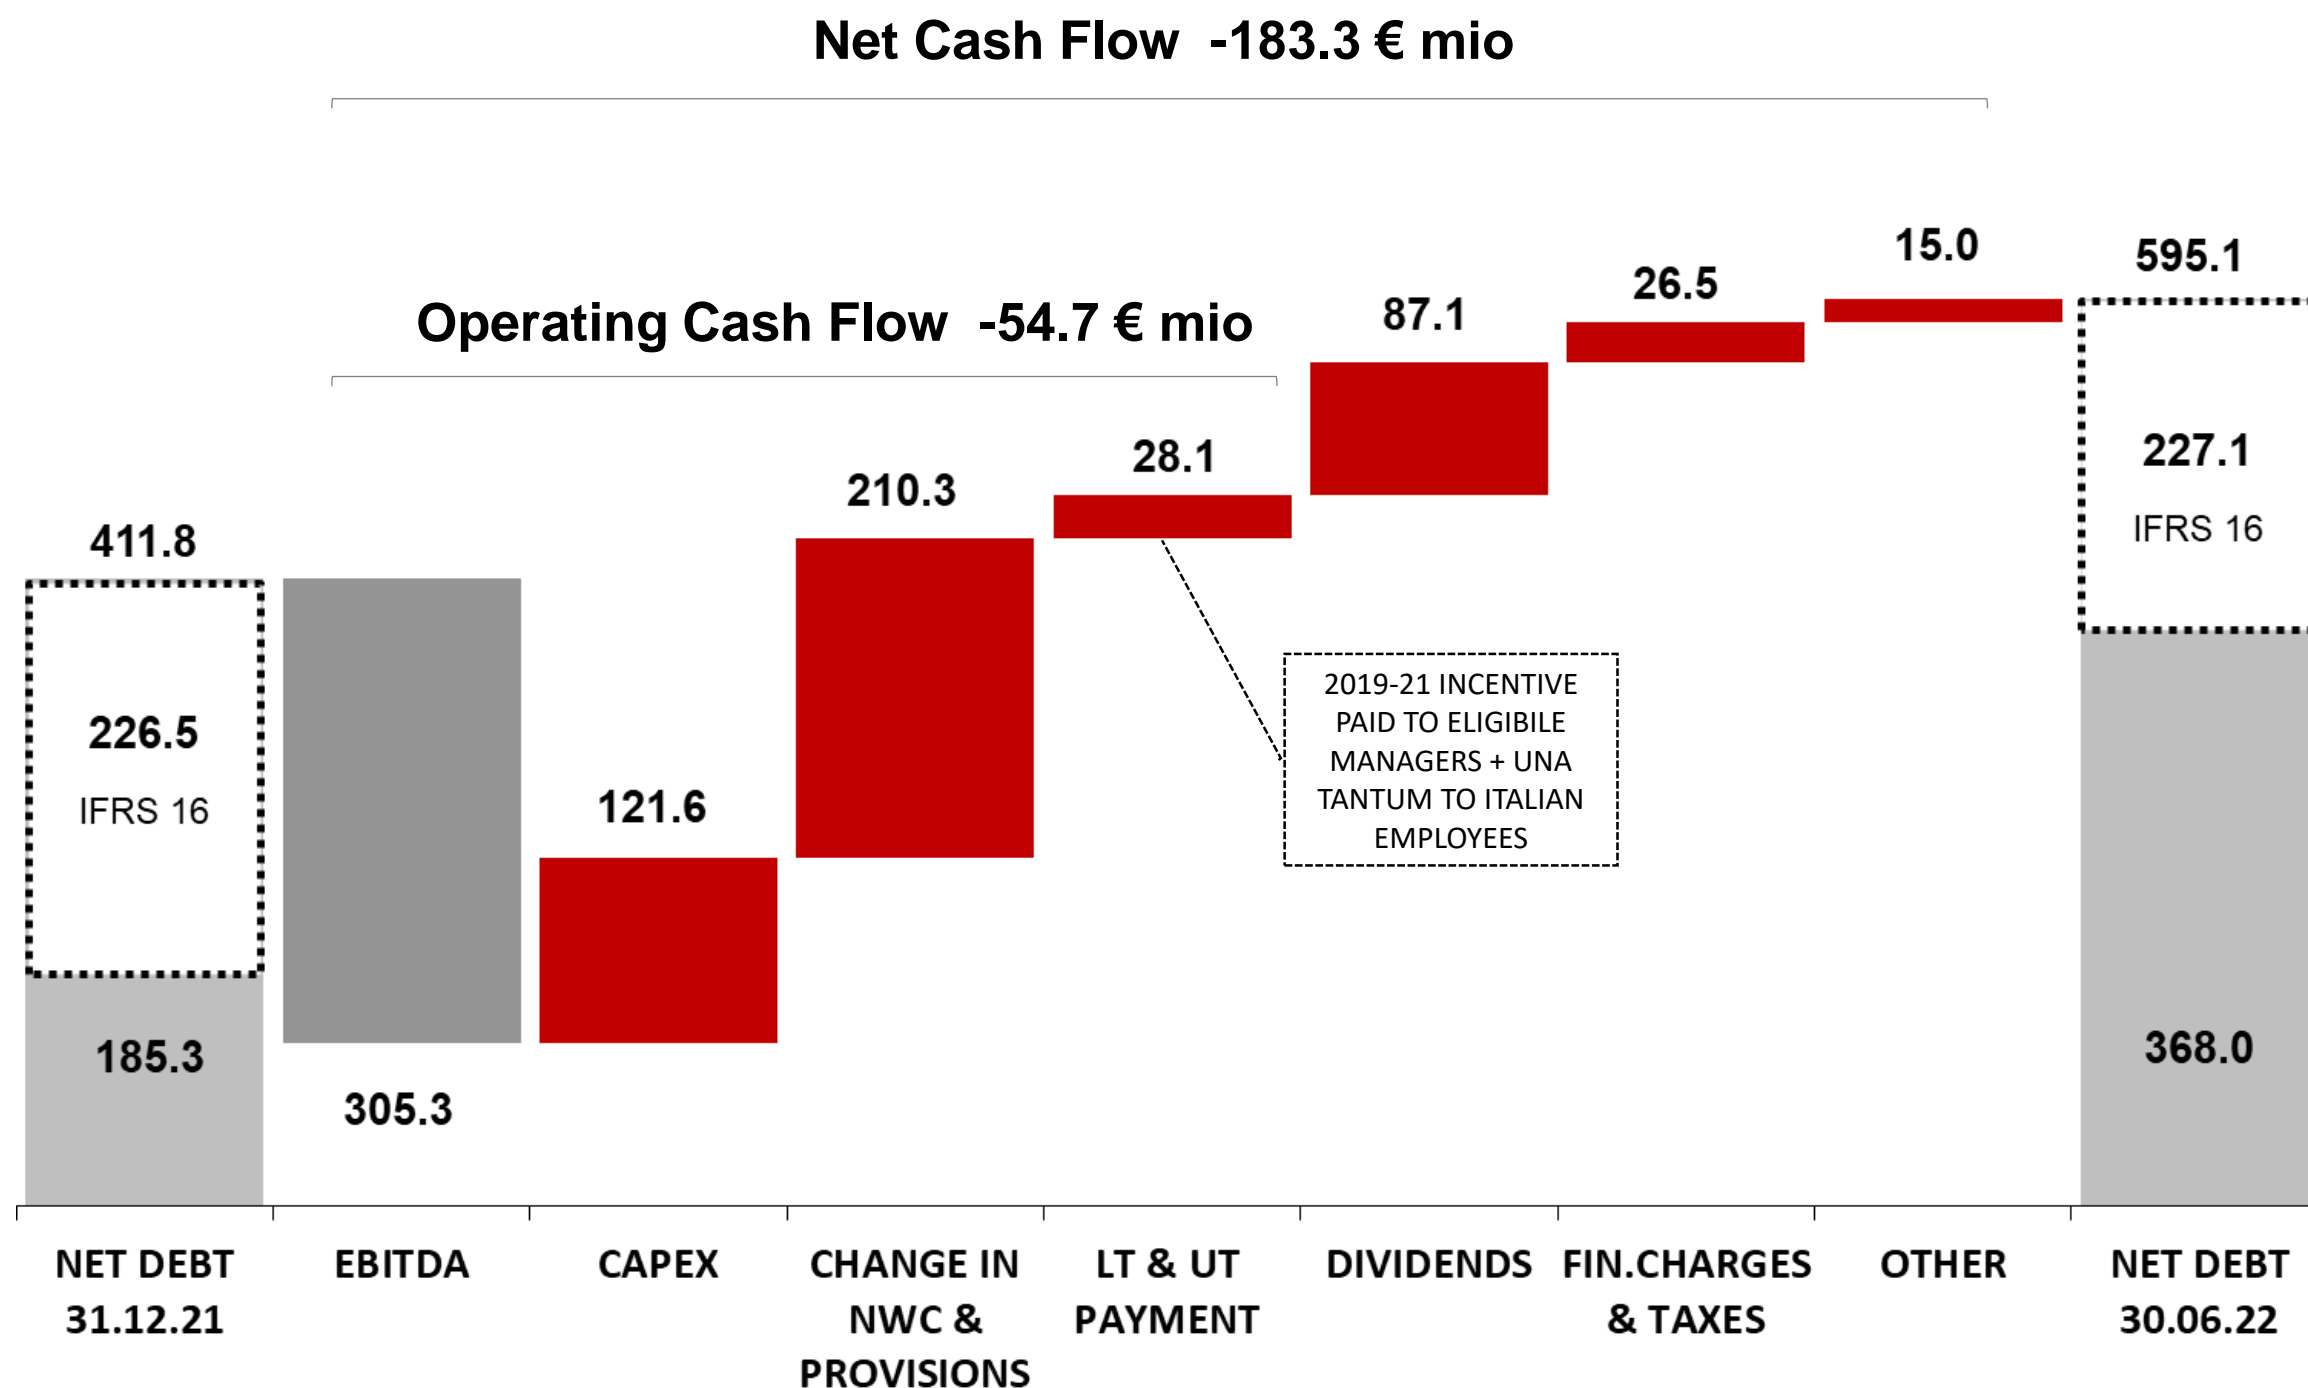 Net Cash Flow -183.3 € mio
Operating Cash Flow -54.7 € mio
411.8
226.5
IFRS 16
185.3
305.3
121.6
210.3
28.1
87.1
26.5
15.0
595.1
227.1
IFRS 16
368.0
2019-21 INCENTIVE
PAID TO ELIGIBILE
MANAGERS + UNA
TANTUM TO ITALIAN
EMPLOYEES
NET DEBT
31.12.21
EBITDA
CAPEX
CHANGE IN
NWC &
PROVISIONS
LT & UT
PAYMENT
DIVIDENDS
FIN.CHARGES
& TAXES
OTHER
NET DEBT
30.06.22